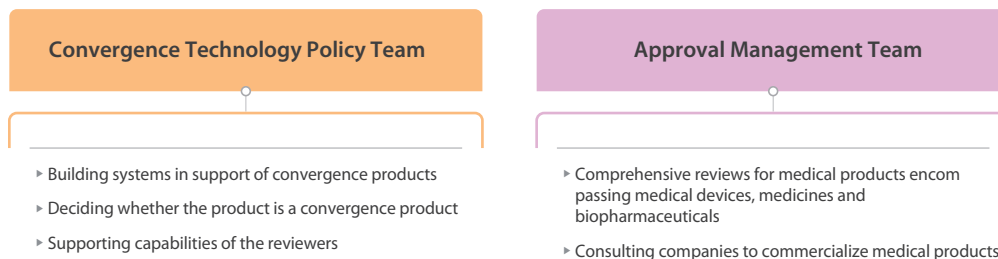 Convergence Technology Policy Team
▸ Building systems in support of convergence products
▸ Deciding whether the product is a convergence product
▸ Supporting capabilities of the reviewers
Approval Management Team
▸ Comprehensive reviews for medical products encom
passing medical devices, medicines and
biopharmaceuticals
▸ Consulting companies to commercialize medical products